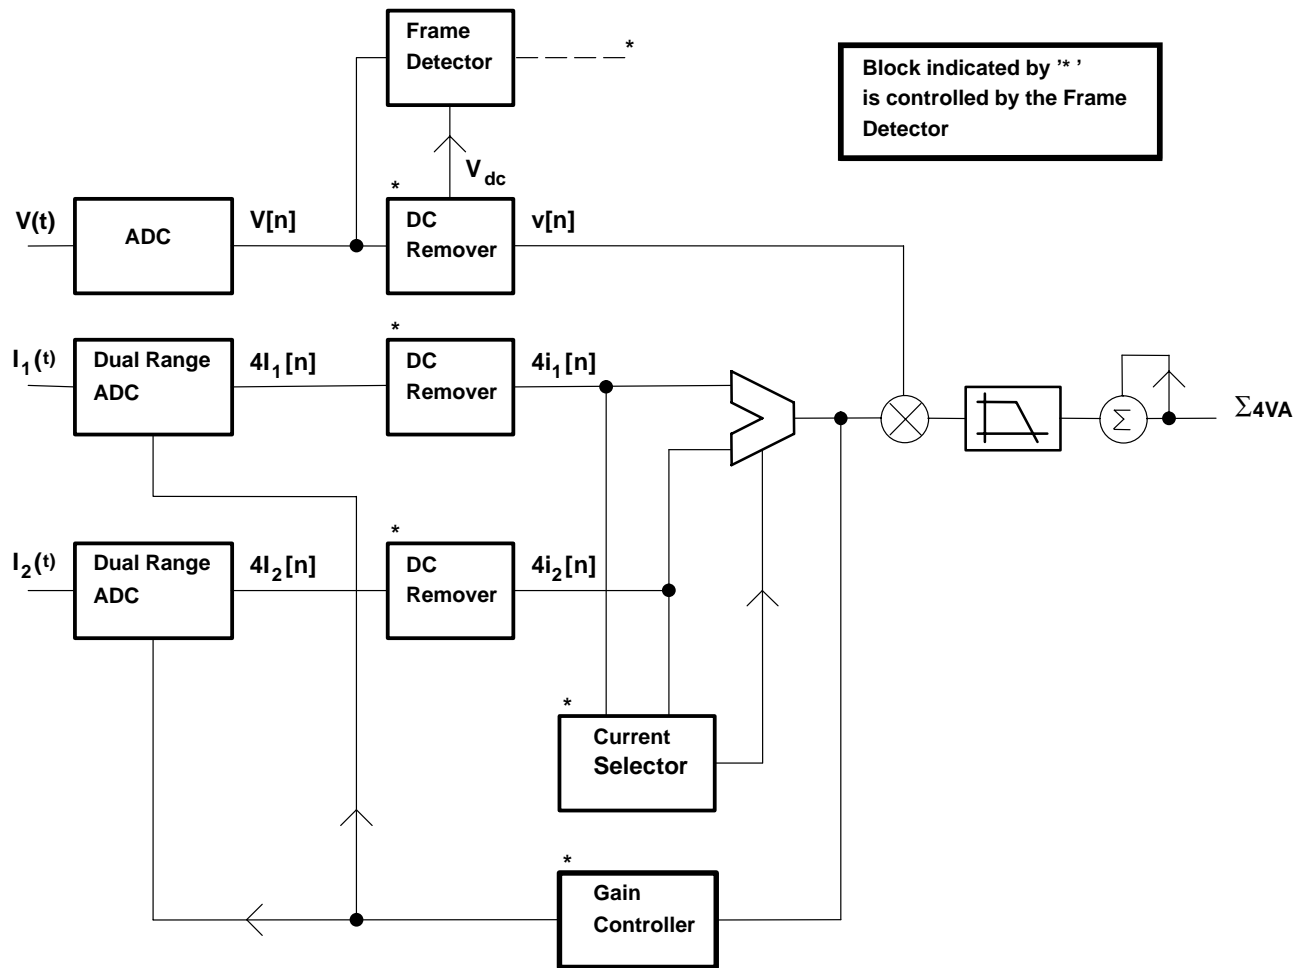 Frame
Detector
*
Block indicated by '* '
is controlled by the Frame
Detector
V dc
*
V(t)
ADC
V[n]
DC
Remover
v[n]
*
I1(t)
Dual Range
ADC
4I1[n]
DC
Remover
4i1[n]
Σ
Σ4VA
*
I2(t)
Dual Range
ADC
4I2[n]
DC
Remover
4i2[n]
*
Current
Selector
*
Gain
Controller